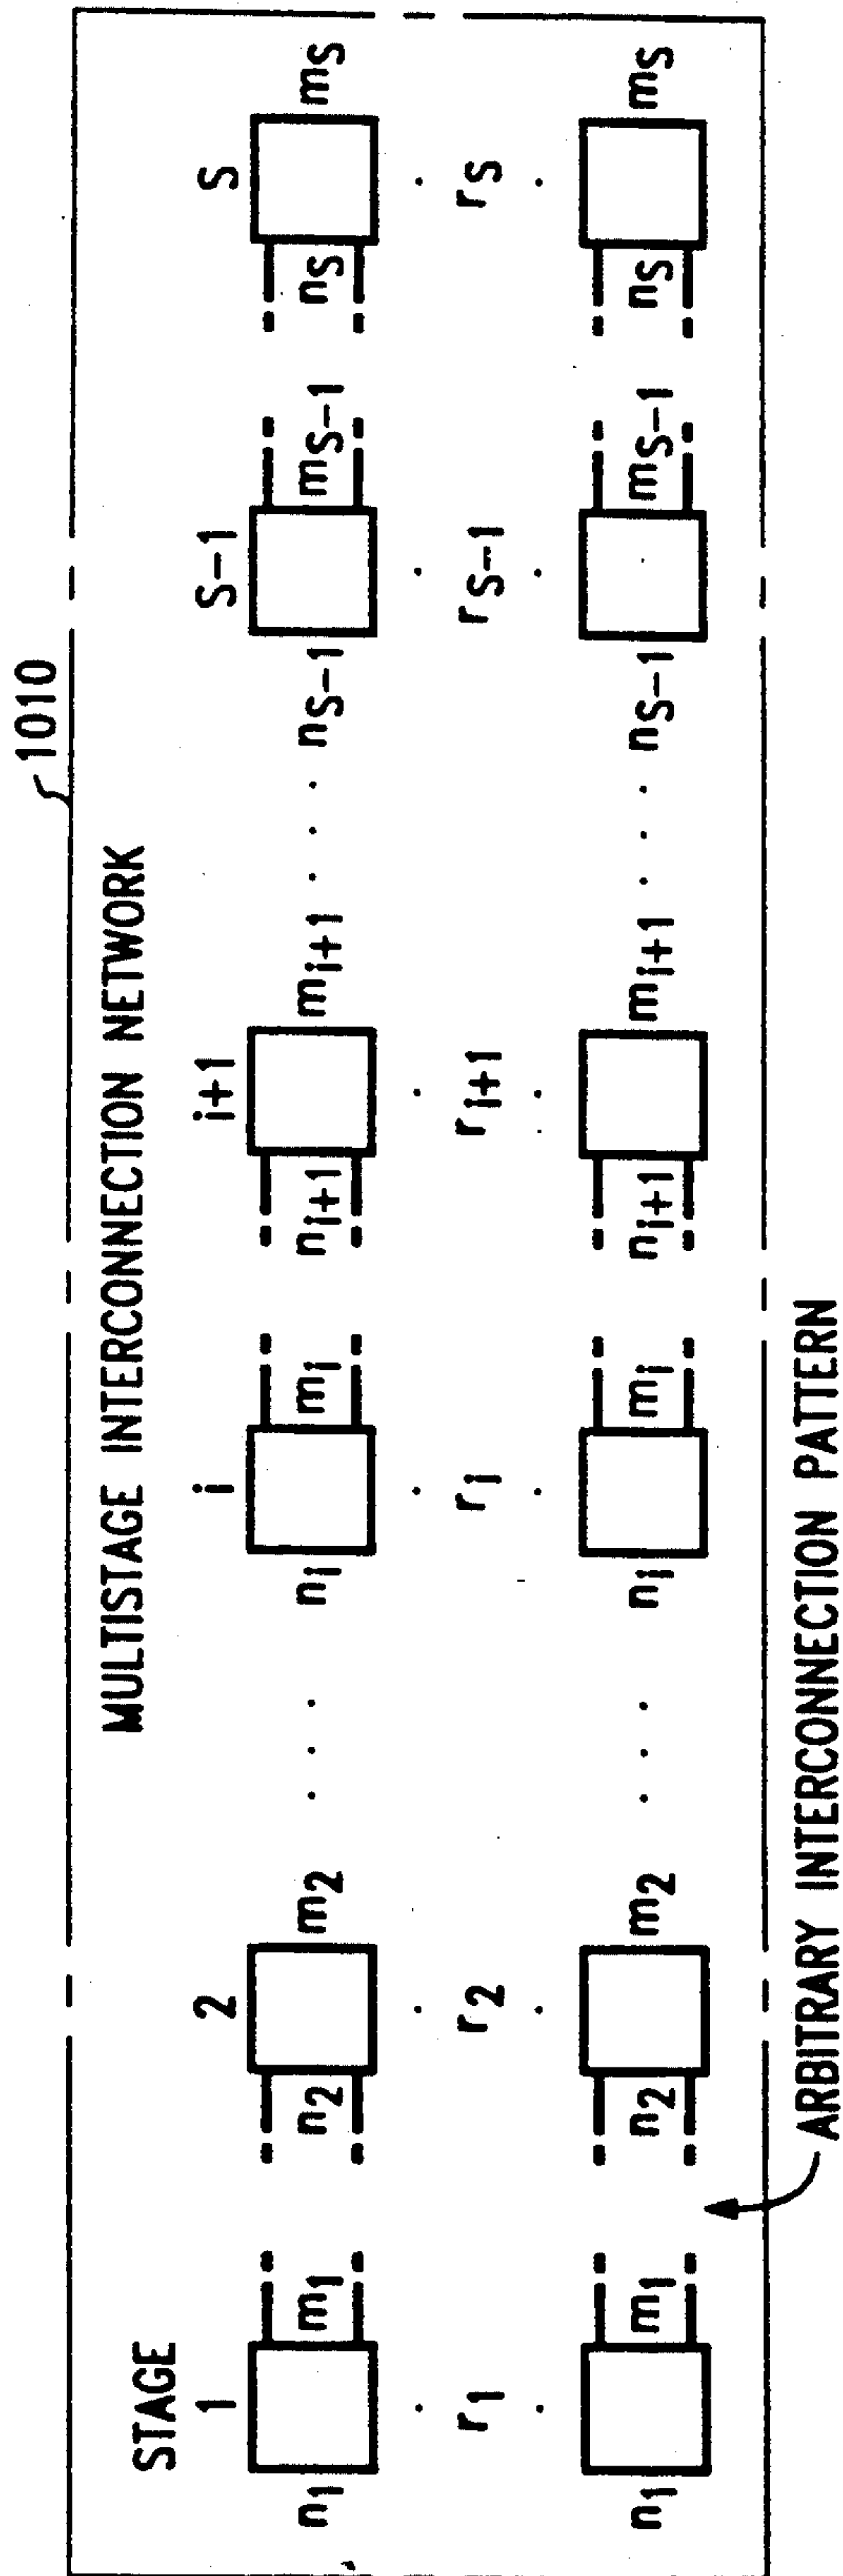 1010
MULTISTAGE INTERCONNECTION NETWORK
STAGE
1 2 i i+1 S-1 S
n1 m1 n2 m2 . . . ni mi ni+1 mi+1 . . . nS-1 mS-1 nS mS
r1 r2 ri ri+1 rS-1 rS
n1 m1 n2 m2 . . . ni mi ni+1 mi+1 . . . nS-1 mS-1 nS mS
ARBITRARY INTERCONNECTION PATTERN